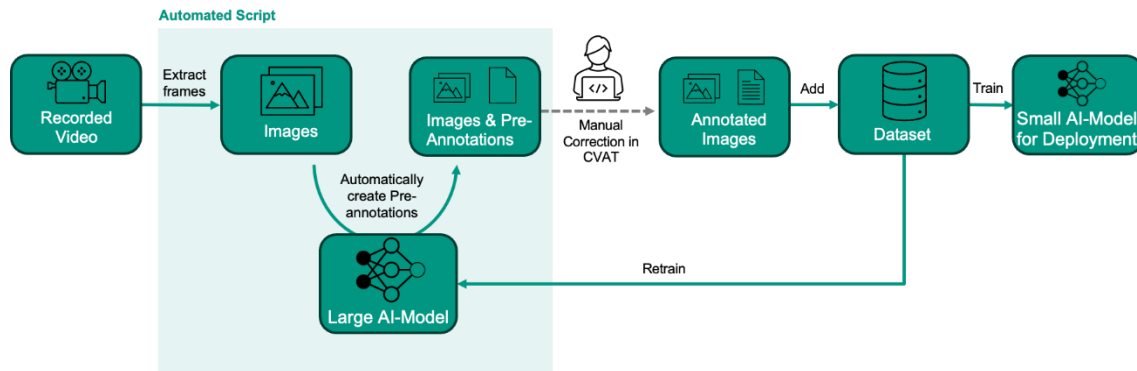 Automated Script
Recorded
Video
Extract
frames
Images
Automatically
create Pre-
annotations
Large AI-Model
Images & Pre-
Annotations
</>
Manual
Correction in
CVAT
Annotated
Images
Add
Dataset
Train
Small AI-Model
for Deployment
Retrain